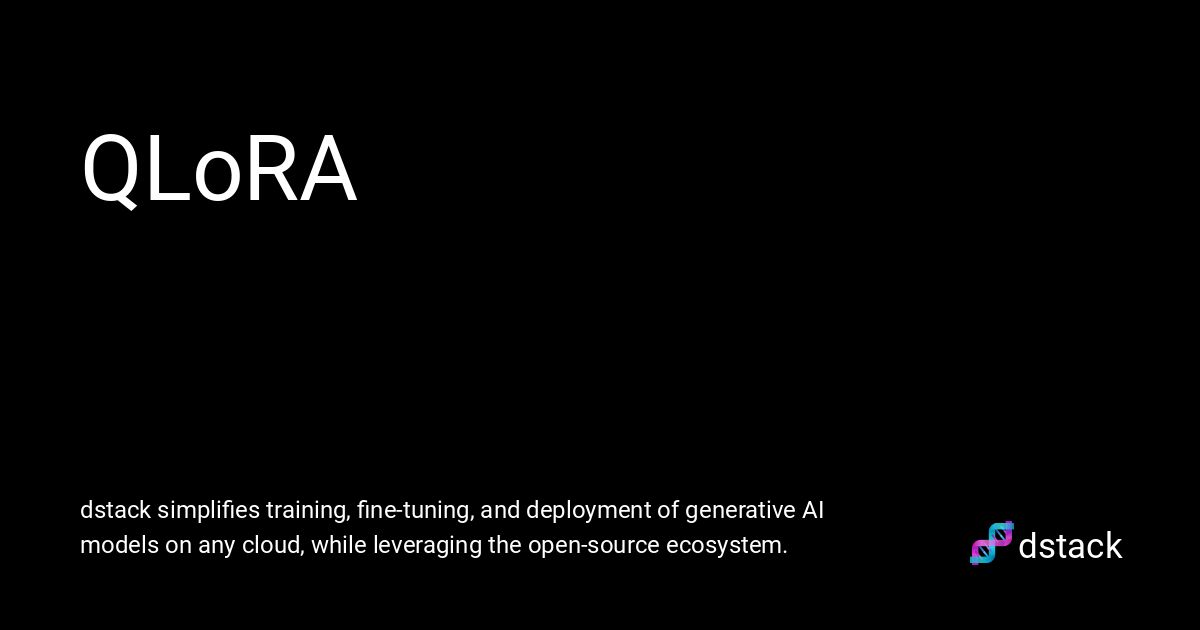 QLoRA
dstack simplifies training, fine-tuning, and deployment of generative AI
models on any cloud, while leveraging the open-source ecosystem.
dstack